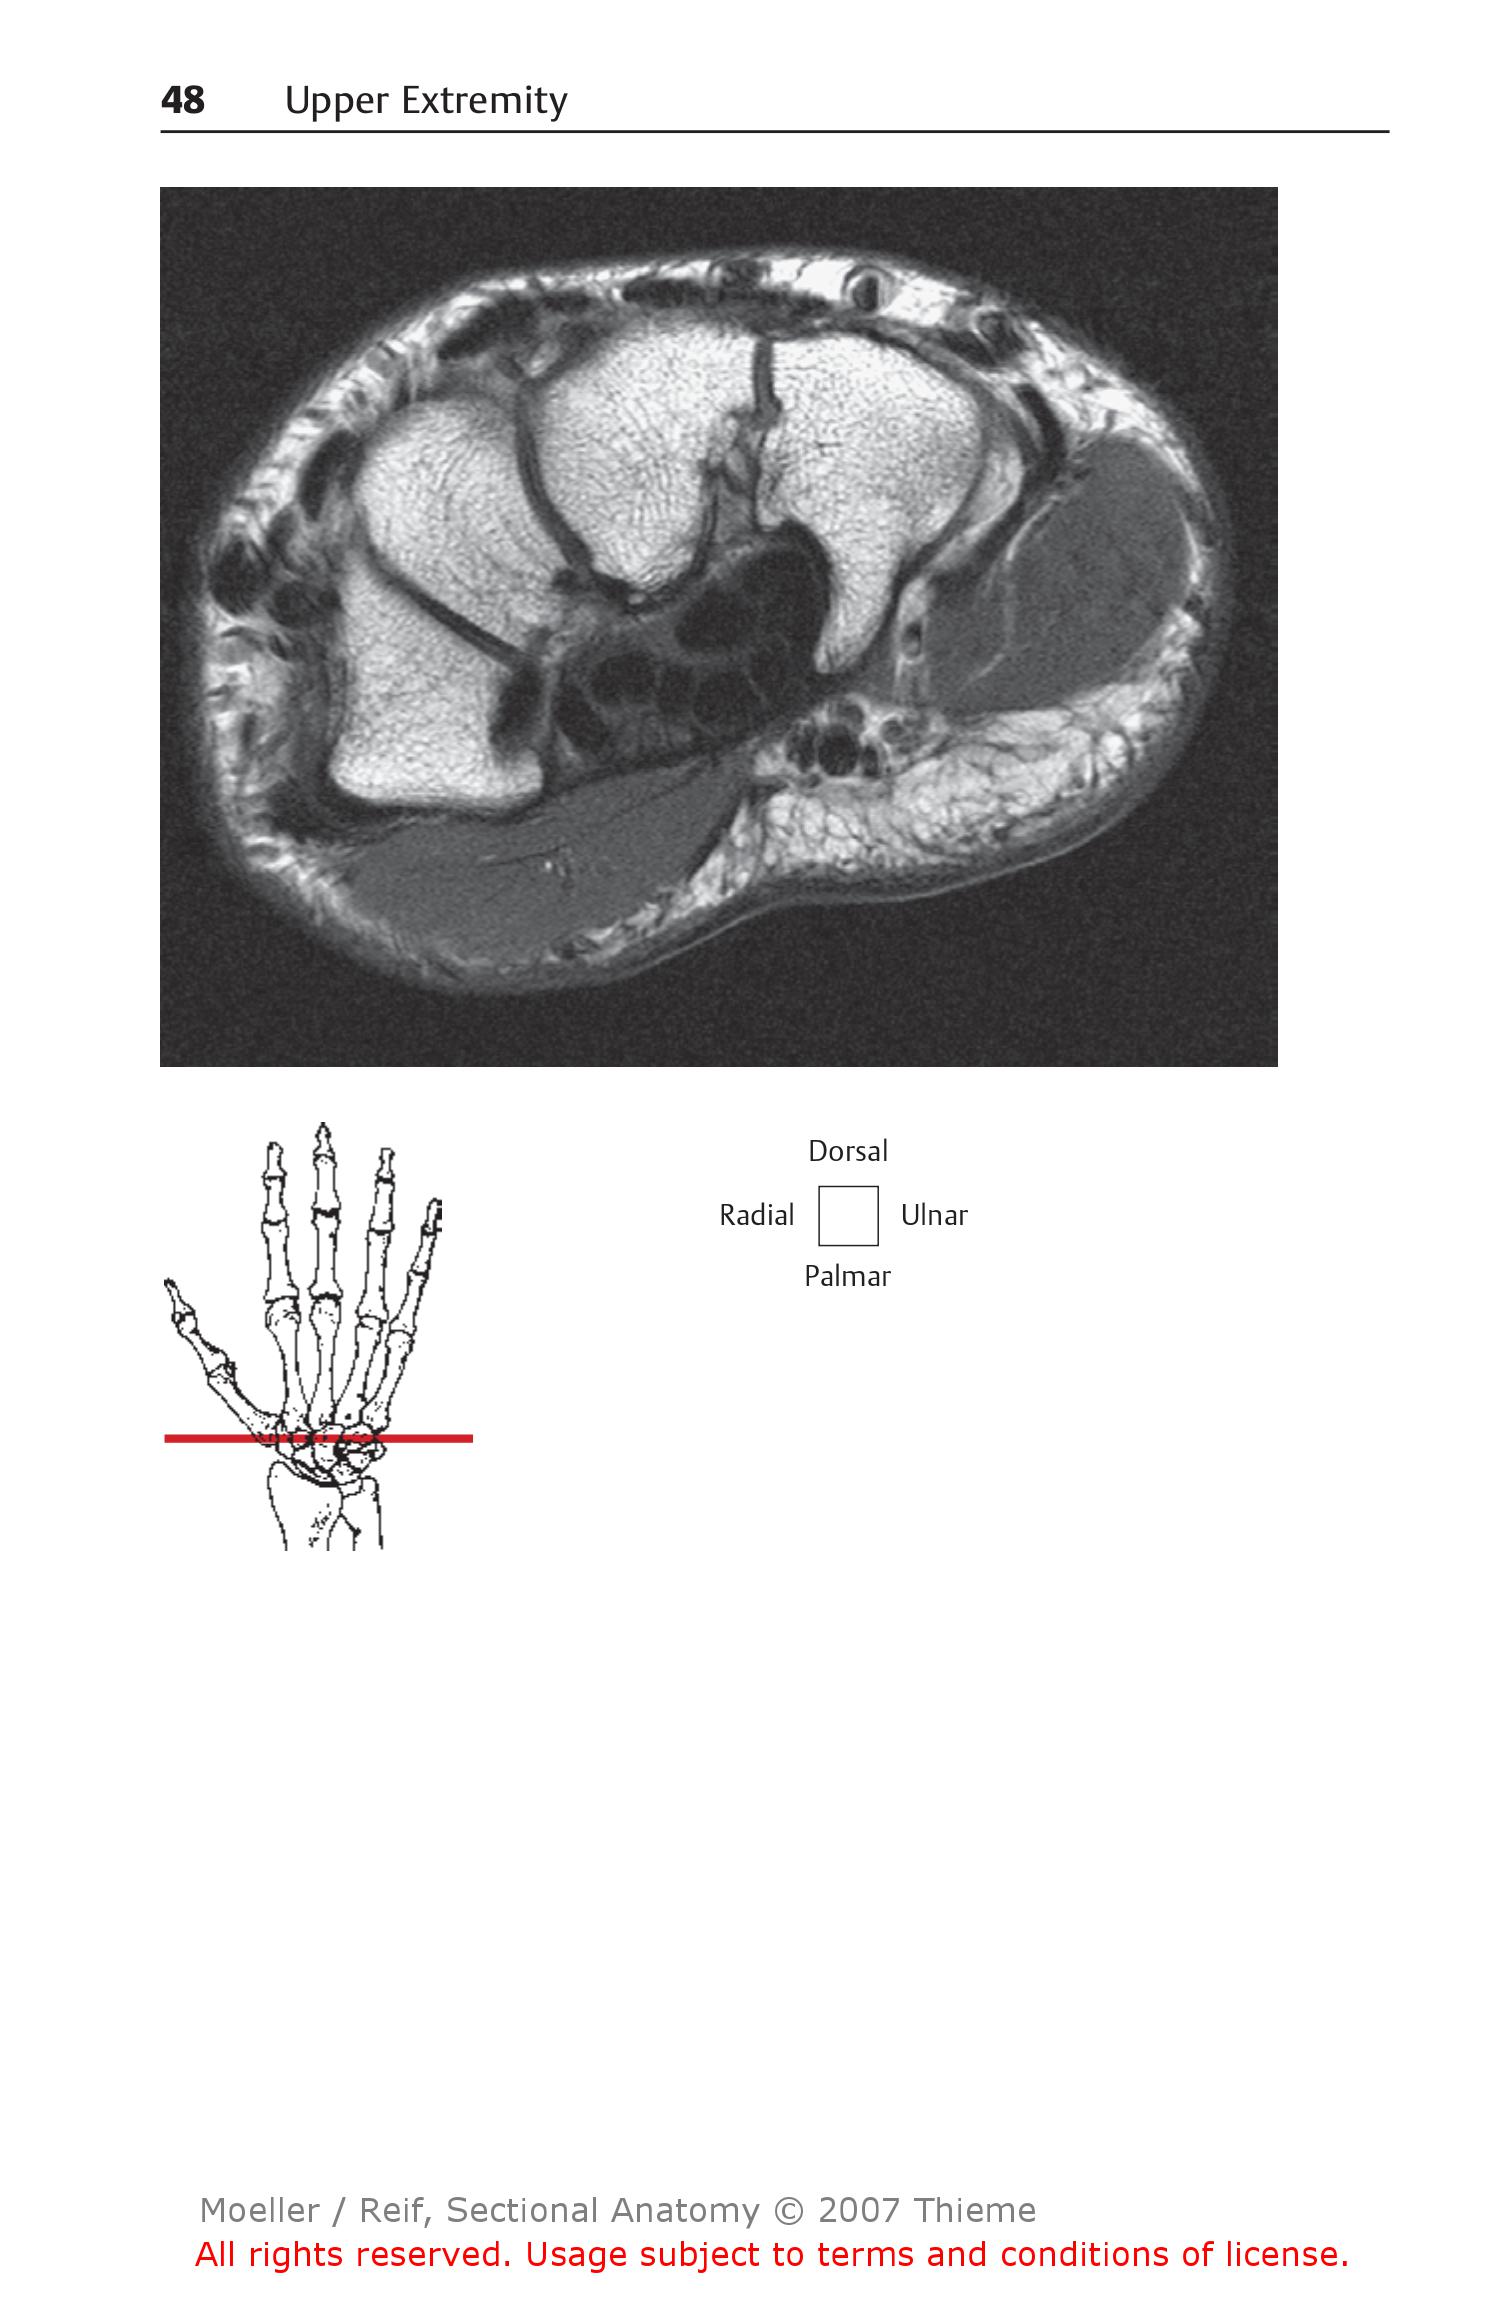 48 Upper Extremity
Dorsal
Radial Ulnar
Palmar
Moeller / Reif, Sectional Anatomy © 2007 Thieme
All rights reserved. Usage subject to terms and conditions of license.